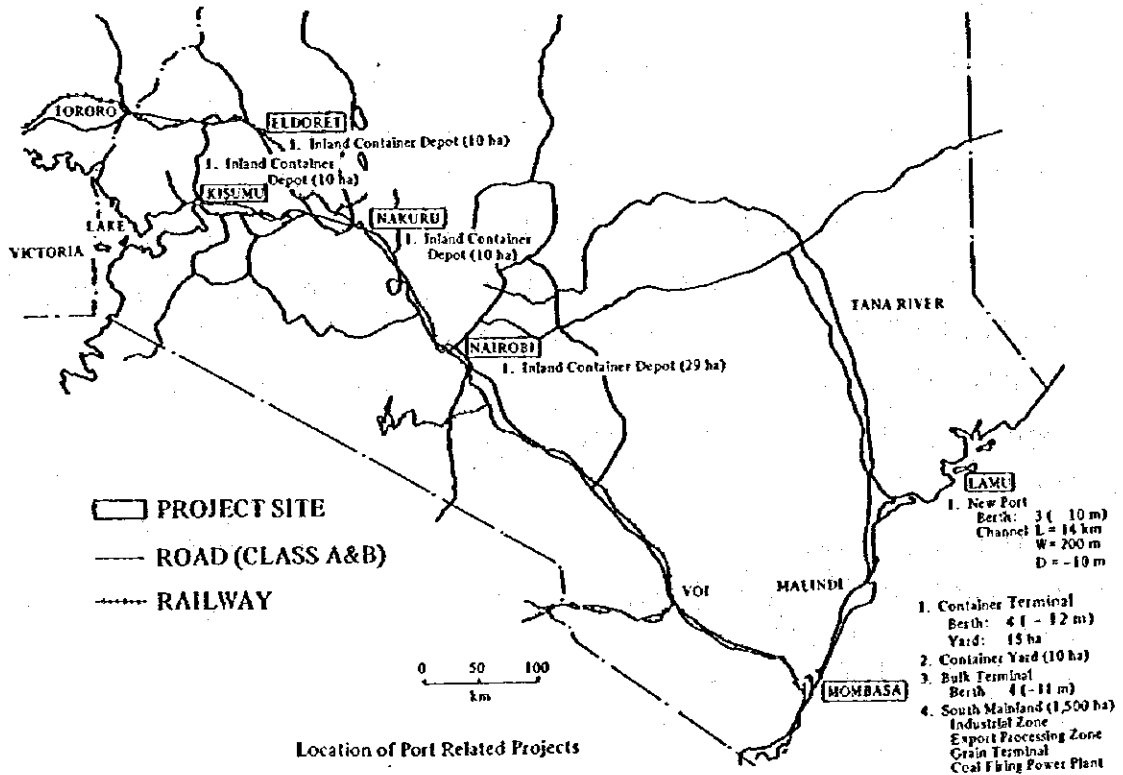 TORORO
ELDORET
1. Inland Container Depot (10 ha)
1. Inland Container
Depot (10 ha)
KISUMU
LAKE
VICTORIA
NAKURU
1. Inland Container
Depot (10 ha)
TANA RIVER
NAIROBI
1. Inland Container Depot (29 ha)
LAMU
1. New Port
Berth: 3 ( 10 m)
Channel L = 14 km
W = 200 m
D = -10 m
PROJECT SITE
ROAD (CLASS A&B)
RAILWAY
VOI
MALINDI
1. Container Terminal
Berth: 4 ( - 12 m)
Yard: 15 ha
2. Container Yard (10 ha)
3. Bulk Terminal
Berth 4 (-11 m)
4. South Mainland (1,500 ha)
Industrial Zone
Export Processing Zone
Grain Terminal
Coal Firing Power Plant
0 50 100
km
MOMBASA
Location of Port Related Projects